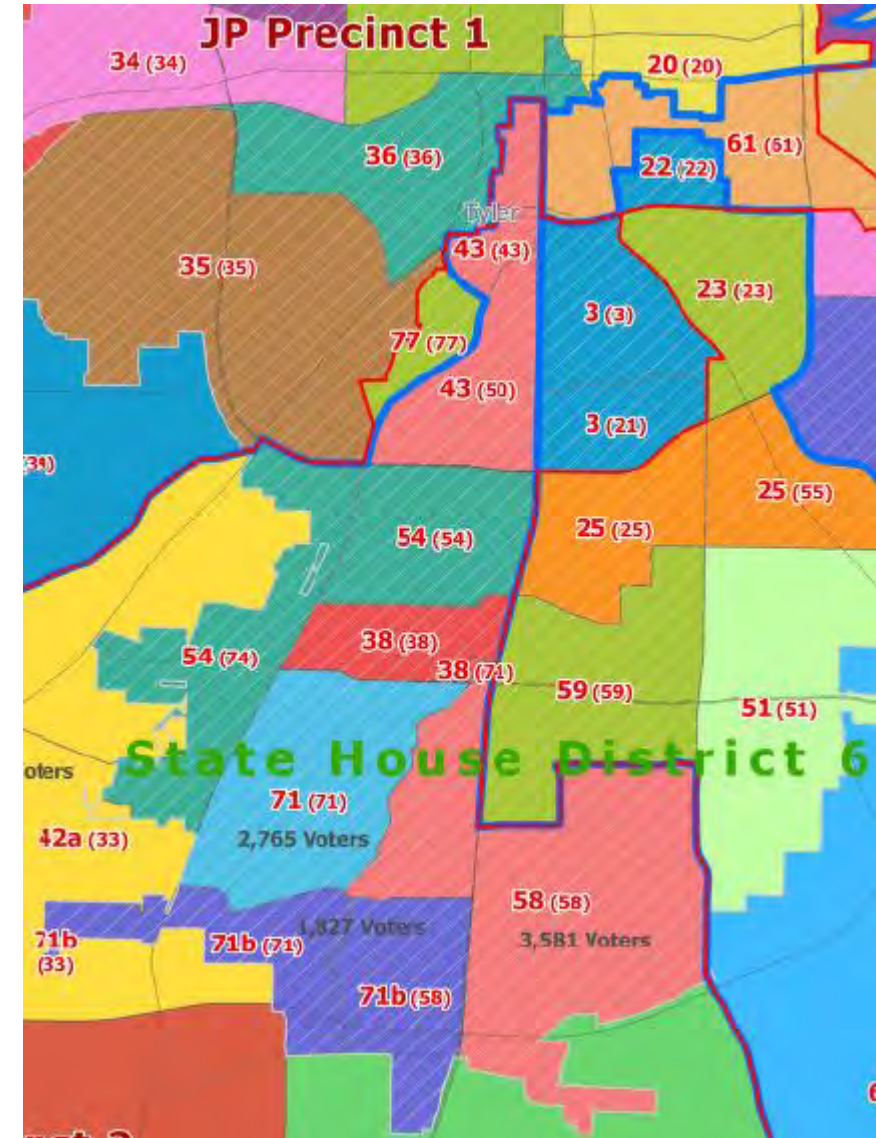 JP Precinct 1
34 (34)
20 (20)
36 (36)
61 (61)
22 (22)
Tyler
43 (43)
35 (35)
23 (23)
3 (3)
77 (77)
43 (50)
3 (21)
25 (55)
25 (25)
54 (54)
38 (38)
54 (74)
38 (71)
59 (59)
51 (51)
State House District 6
oters
71 (71)
2,765 Voters
42a (33)
58 (58)
1,827 Voters
3,581 Voters
71b
(33)
71b (71)
71b (58)